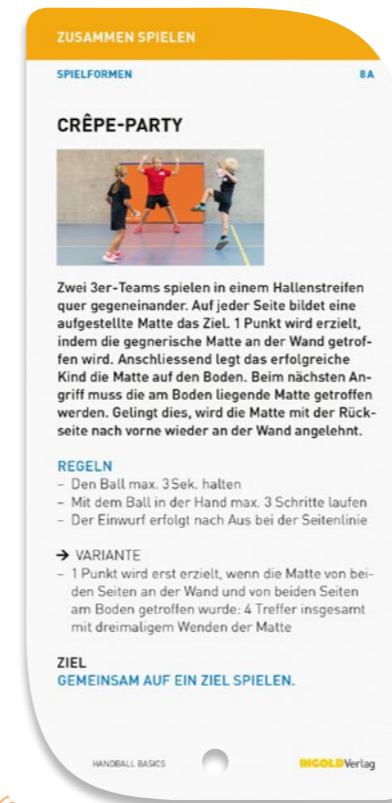 ZUSAMMEN SPIELEN
SPIELFORMEN 8A
CRÊPE-PARTY
Zwei 3er-Teams spielen in einem Hallenstreifen
quer gegeneinander. Auf jeder Seite bildet eine
aufgestellte Matte das Ziel. 1 Punkt wird erzielt,
indem die gegnerische Matte an der Wand getrof-
fen wird. Anschliessend legt das erfolgreiche
Kind die Matte auf den Boden. Beim nächsten An-
griff muss die am Boden liegende Matte getroffen
werden. Gelingt dies, wird die Matte mit der Rück-
seite nach vorne wieder an der Wand angelehnt.
REGELN
– Den Ball max. 3 Sek. halten
– Mit dem Ball in der Hand max. 3 Schritte laufen
– Der Einwurf erfolgt nach Aus bei der Seitenlinie
→ VARIANTE
– 1 Punkt wird erst erzielt, wenn die Matte von bei-
den Seiten an der Wand und von beiden Seiten
am Boden getroffen wurde: 4 Treffer insgesamt
mit dreimaligem Wenden der Matte
ZIEL
GEMEINSAM AUF EIN ZIEL SPIELEN.
HANDBALL BASICS INGOLDVerlag